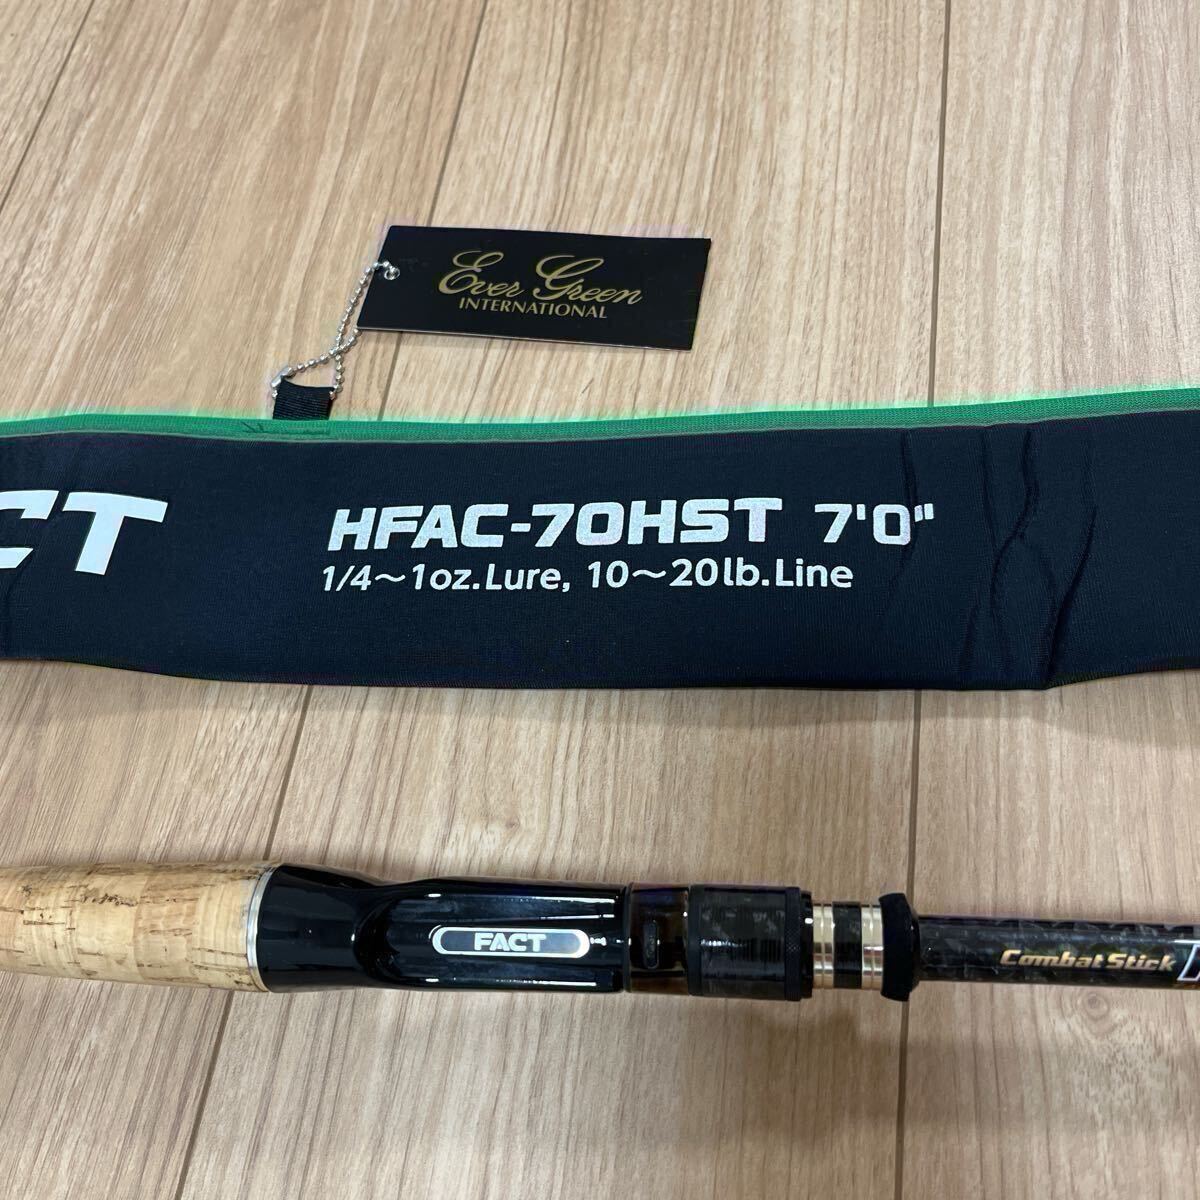 Ever Green
INTERNATIONAL
CT
HFAC-70HST 7'0"
1/4～1oz.Lure, 10～20lb.Line
FACT
Combat Stick